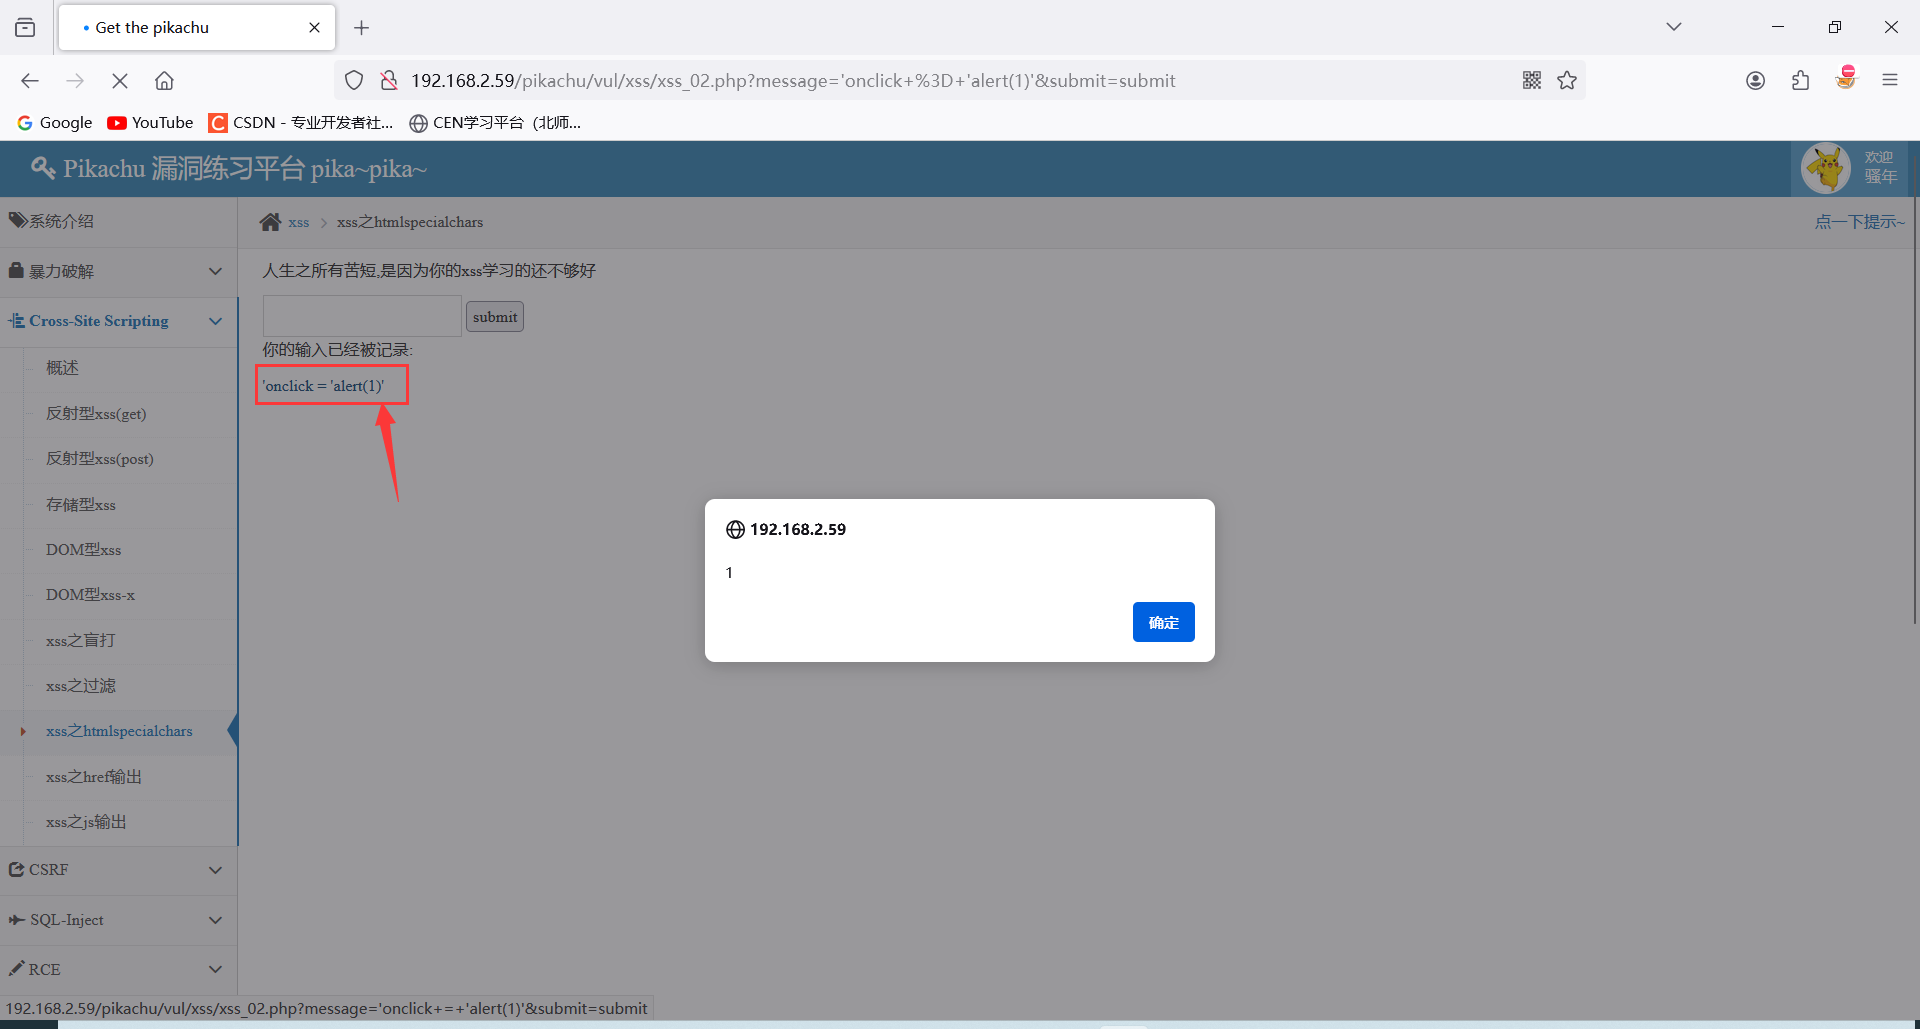 Get the pikachu
192.168.2.59/pikachu/vul/xss/xss_02.php?message='onclick+%3D+'alert(1)'&submit=submit
Google YouTube CSDN - 专业开发者社... CEN学习平台（北师...
Pikachu 漏洞练习平台 pika~pika~
欢迎
骚年
系统介绍
xss xss之htmlspecialchars
点一下提示~
暴力破解
人生之所有苦短,是因为你的xss学习的还不够好
submit
Cross-Site Scripting
你的输入已经被记录:
概述
'onclick = 'alert(1)'
反射型xss(get)
反射型xss(post)
存储型xss
DOM型xss
DOM型xss-x
xss之盲打
xss之过滤
xss之htmlspecialchars
xss之href输出
xss之js输出
CSRF
SQL-Inject
RCE
192.168.2.59
1
确定
192.168.2.59/pikachu/vul/xss/xss_02.php?message='onclick+=+'alert(1)'&submit=submit